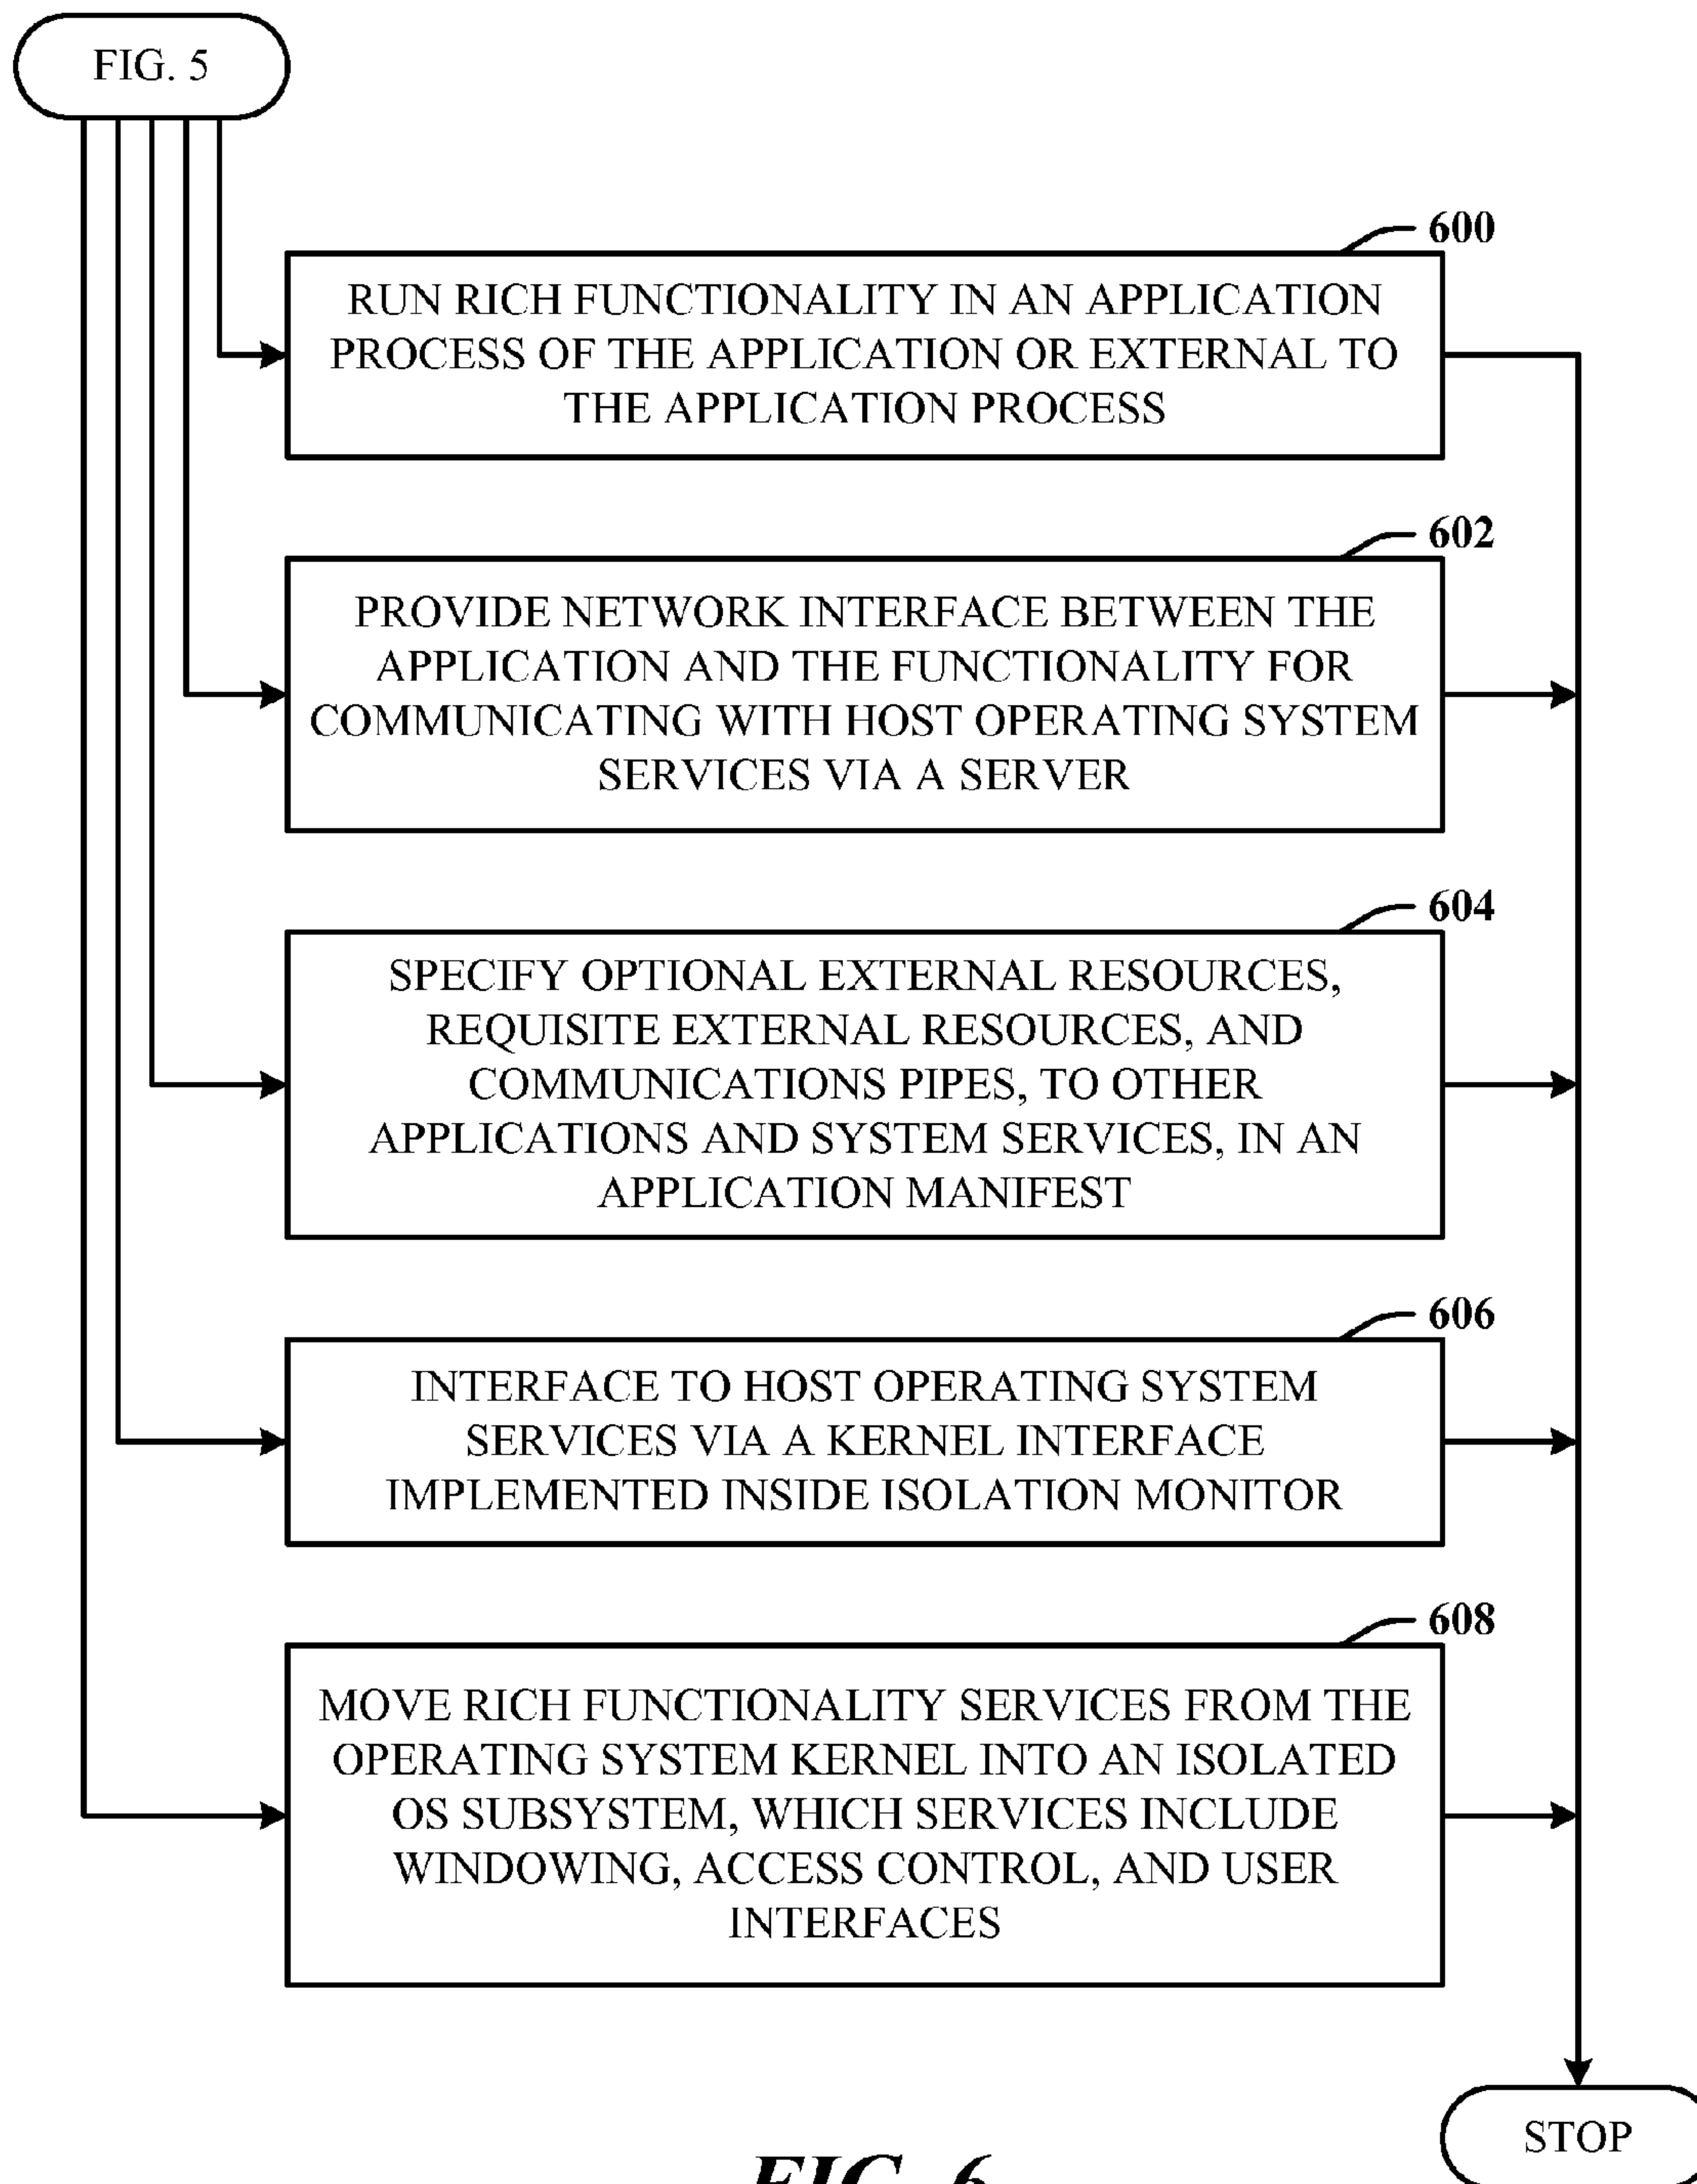 FIG. 5
600
RUN RICH FUNCTIONALITY IN AN APPLICATION
PROCESS OF THE APPLICATION OR EXTERNAL TO
THE APPLICATION PROCESS
602
PROVIDE NETWORK INTERFACE BETWEEN THE
APPLICATION AND THE FUNCTIONALITY FOR
COMMUNICATING WITH HOST OPERATING SYSTEM
SERVICES VIA A SERVER
604
SPECIFY OPTIONAL EXTERNAL RESOURCES,
REQUISITE EXTERNAL RESOURCES, AND
COMMUNICATIONS PIPES, TO OTHER
APPLICATIONS AND SYSTEM SERVICES, IN AN
APPLICATION MANIFEST
606
INTERFACE TO HOST OPERATING SYSTEM
SERVICES VIA A KERNEL INTERFACE
IMPLEMENTED INSIDE ISOLATION MONITOR
608
MOVE RICH FUNCTIONALITY SERVICES FROM THE
OPERATING SYSTEM KERNEL INTO AN ISOLATED
OS SUBSYSTEM, WHICH SERVICES INCLUDE
WINDOWING, ACCESS CONTROL, AND USER
INTERFACES
STOP
FIG. 6